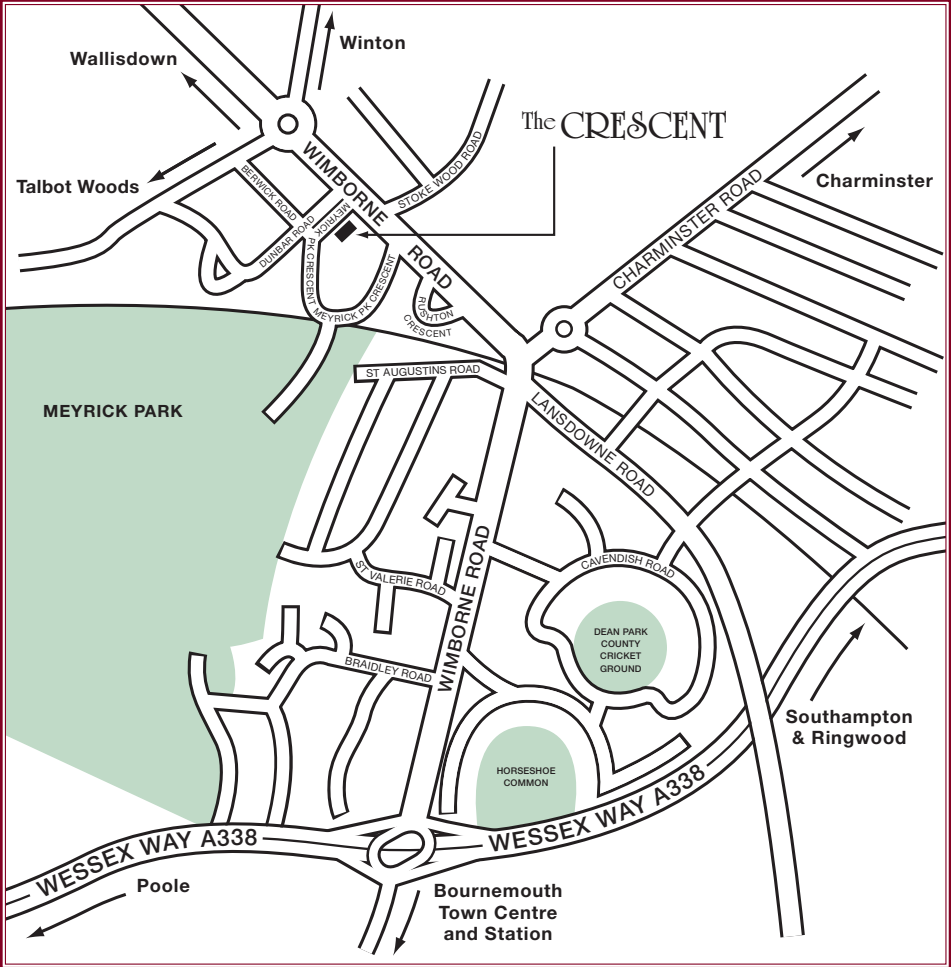 Winton
Wallisdown
The CRESCENT
Talbot Woods
Charminster
WIMBORNE
ROAD
STOKE WOOD ROAD
BERWICK ROAD
DUNBAR ROAD
MEYRICK
PK CRESCENT
MEYRICK PK CRESCENT
RUSHTON
CRESCENT
CHARMINSTER ROAD
ST AUGUSTINS ROAD
MEYRICK PARK
LANSDOWNE ROAD
WIMBORNE ROAD
CAVENDISH ROAD
ST VALERIE ROAD
DEAN PARK
COUNTY
CRICKET
GROUND
BRAIDLEY ROAD
Southampton
& Ringwood
HORSESHOE
COMMON
WESSEX WAY A338
WESSEX WAY A338
Poole
Bournemouth
Town Centre
and Station